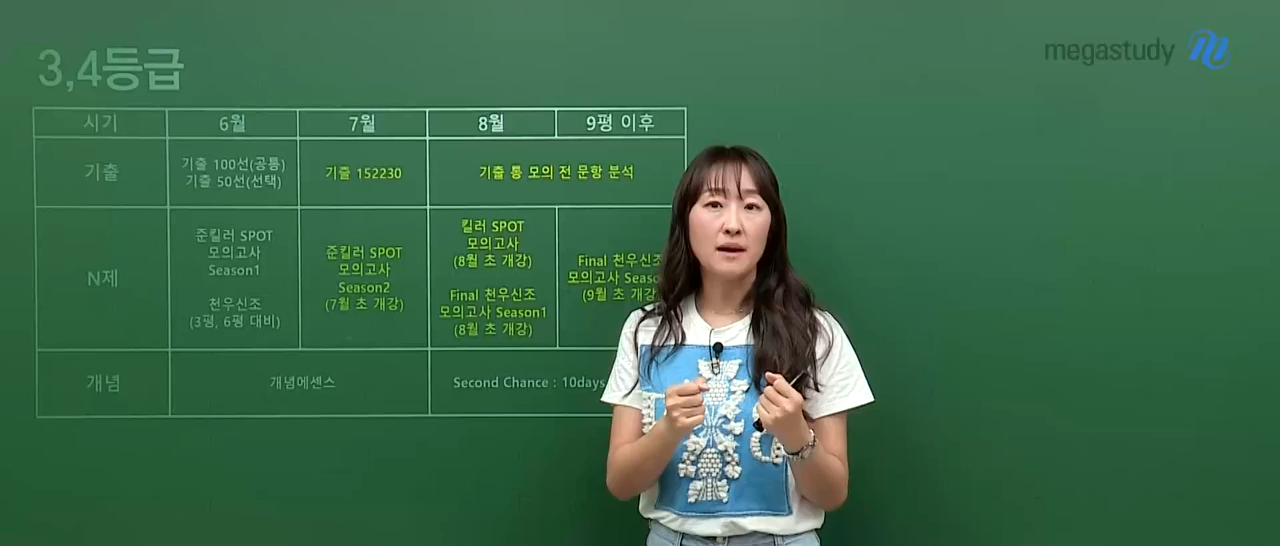 megastudy
3,4등급
시기
6월
7월
8월
9평 이후
기출
기출 100선(공통)
기출 50선(선택)
기출 152230
기출 통 모의 전 문항 분석
N제
준킬러 SPOT
모의고사
Season1
천우신조
(3평, 6평 대비)
준킬러 SPOT
모의고사
Season2
(7월 초 개강)
킬러 SPOT
모의고사
(8월 초 개강)
Final 천우신조
모의고사 Season1
(8월 초 개강)
Final 천우신조
모의고사
(9월 초 개강
개념
개념에센스
Second Chance : 10days